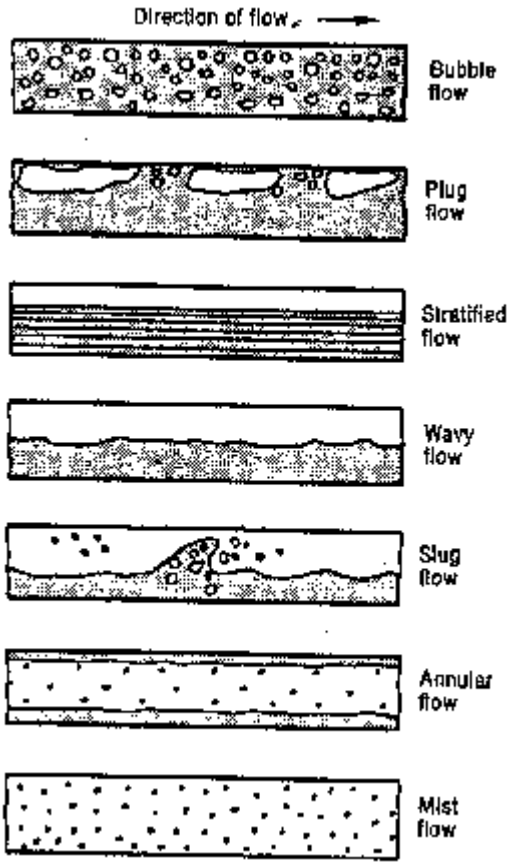 Direction of flow
Bubble
flow
Plug
flow
Stratified
flow
Wavy
flow
Slug
flow
Annular
flow
Mist
flow